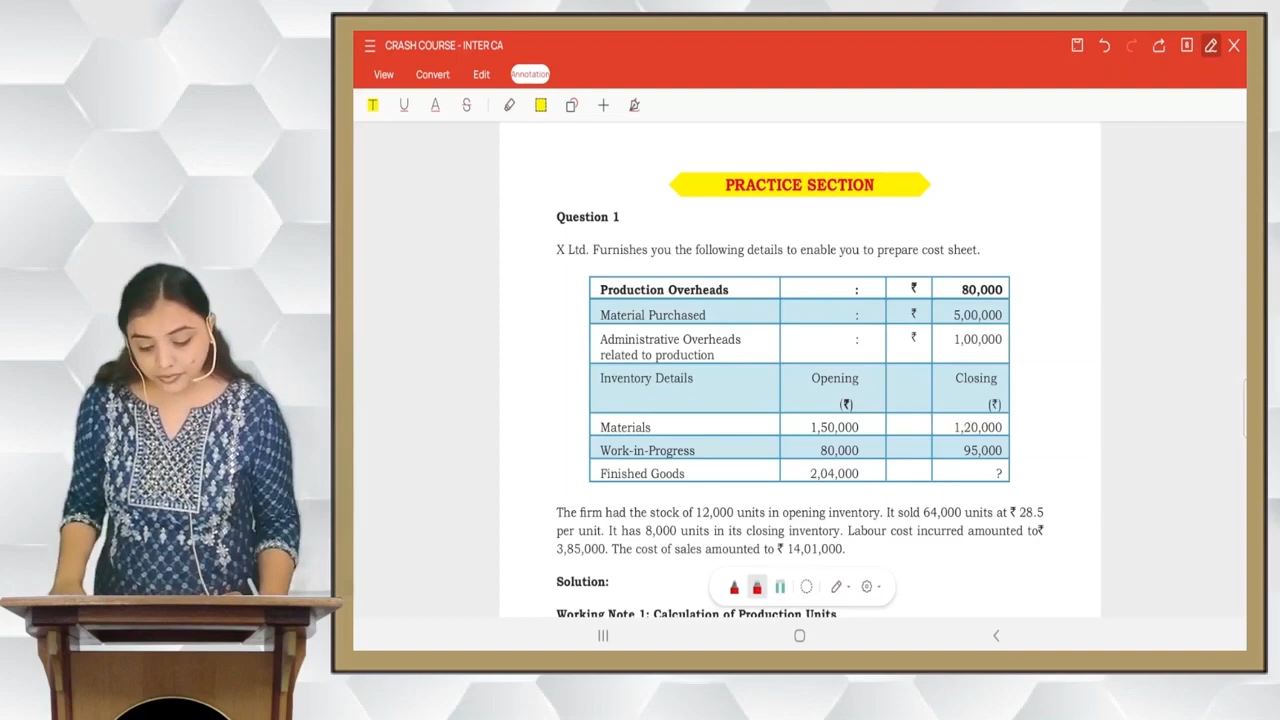 CRASH COURSE - INTER CA
View Convert Edit Annotation
T U A S
PRACTICE SECTION
Question 1
X Ltd. Furnishes you the following details to enable you to prepare cost sheet.
Production Overheads : ₹ 80,000
Material Purchased : ₹ 5,00,000
Administrative Overheads : ₹ 1,00,000
related to production
Inventory Details Opening Closing
(₹) (₹)
Materials 1,50,000 1,20,000
Work-in-Progress 80,000 95,000
Finished Goods 2,04,000 ?
The firm had the stock of 12,000 units in opening inventory. It sold 64,000 units at ₹ 28.5
per unit. It has 8,000 units in its closing inventory. Labour cost incurred amounted to₹
3,85,000. The cost of sales amounted to ₹ 14,01,000.
Solution:
Working Note 1: Calculation of Production Units